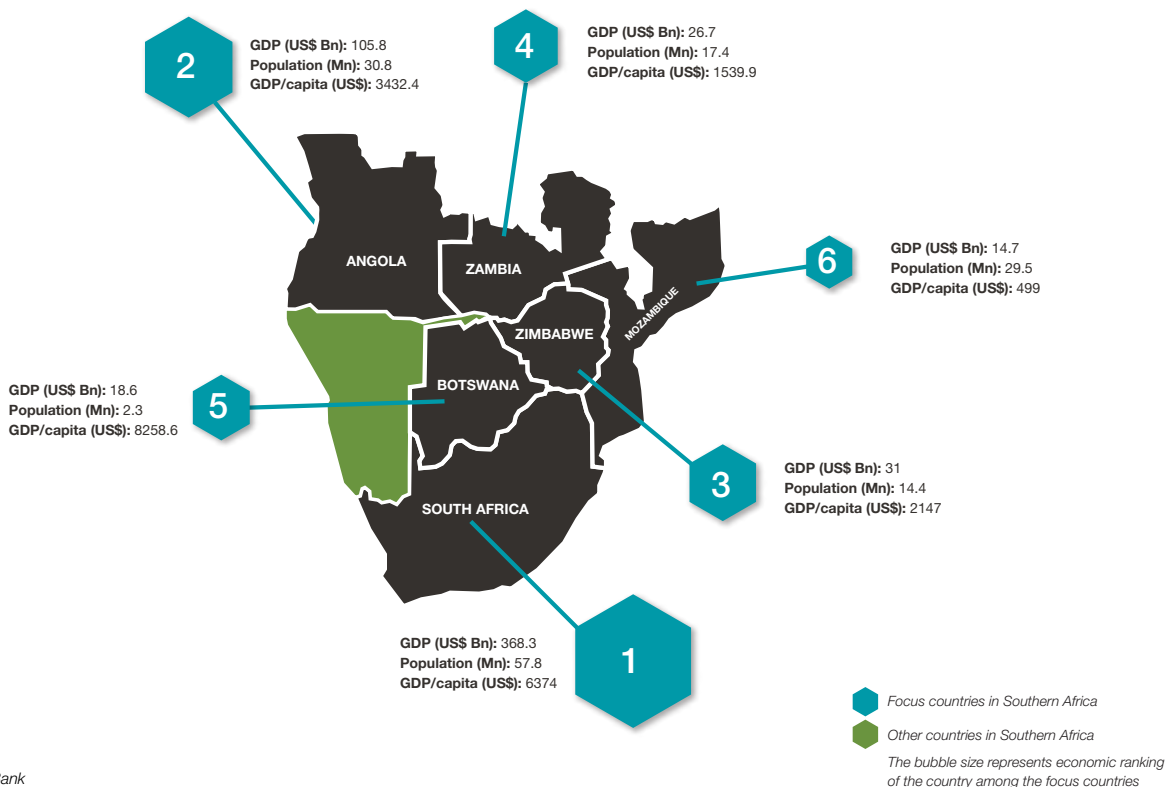 2
GDP (US$ Bn): 105.8
Population (Mn): 30.8
GDP/capita (US$): 3432.4
4
GDP (US$ Bn): 26.7
Population (Mn): 17.4
GDP/capita (US$): 1539.9
ANGOLA
ZAMBIA
6
GDP (US$ Bn): 14.7
Population (Mn): 29.5
GDP/capita (US$): 499
MOZAMBIQUE
ZIMBABWE
BOTSWANA
GDP (US$ Bn): 18.6
Population (Mn): 2.3
GDP/capita (US$): 8258.6
5
3
GDP (US$ Bn): 31
Population (Mn): 14.4
GDP/capita (US$): 2147
SOUTH AFRICA
GDP (US$ Bn): 368.3
Population (Mn): 57.8
GDP/capita (US$): 6374
1
Focus countries in Southern Africa
Other countries in Southern Africa
The bubble size represents economic ranking
of the country among the focus countries